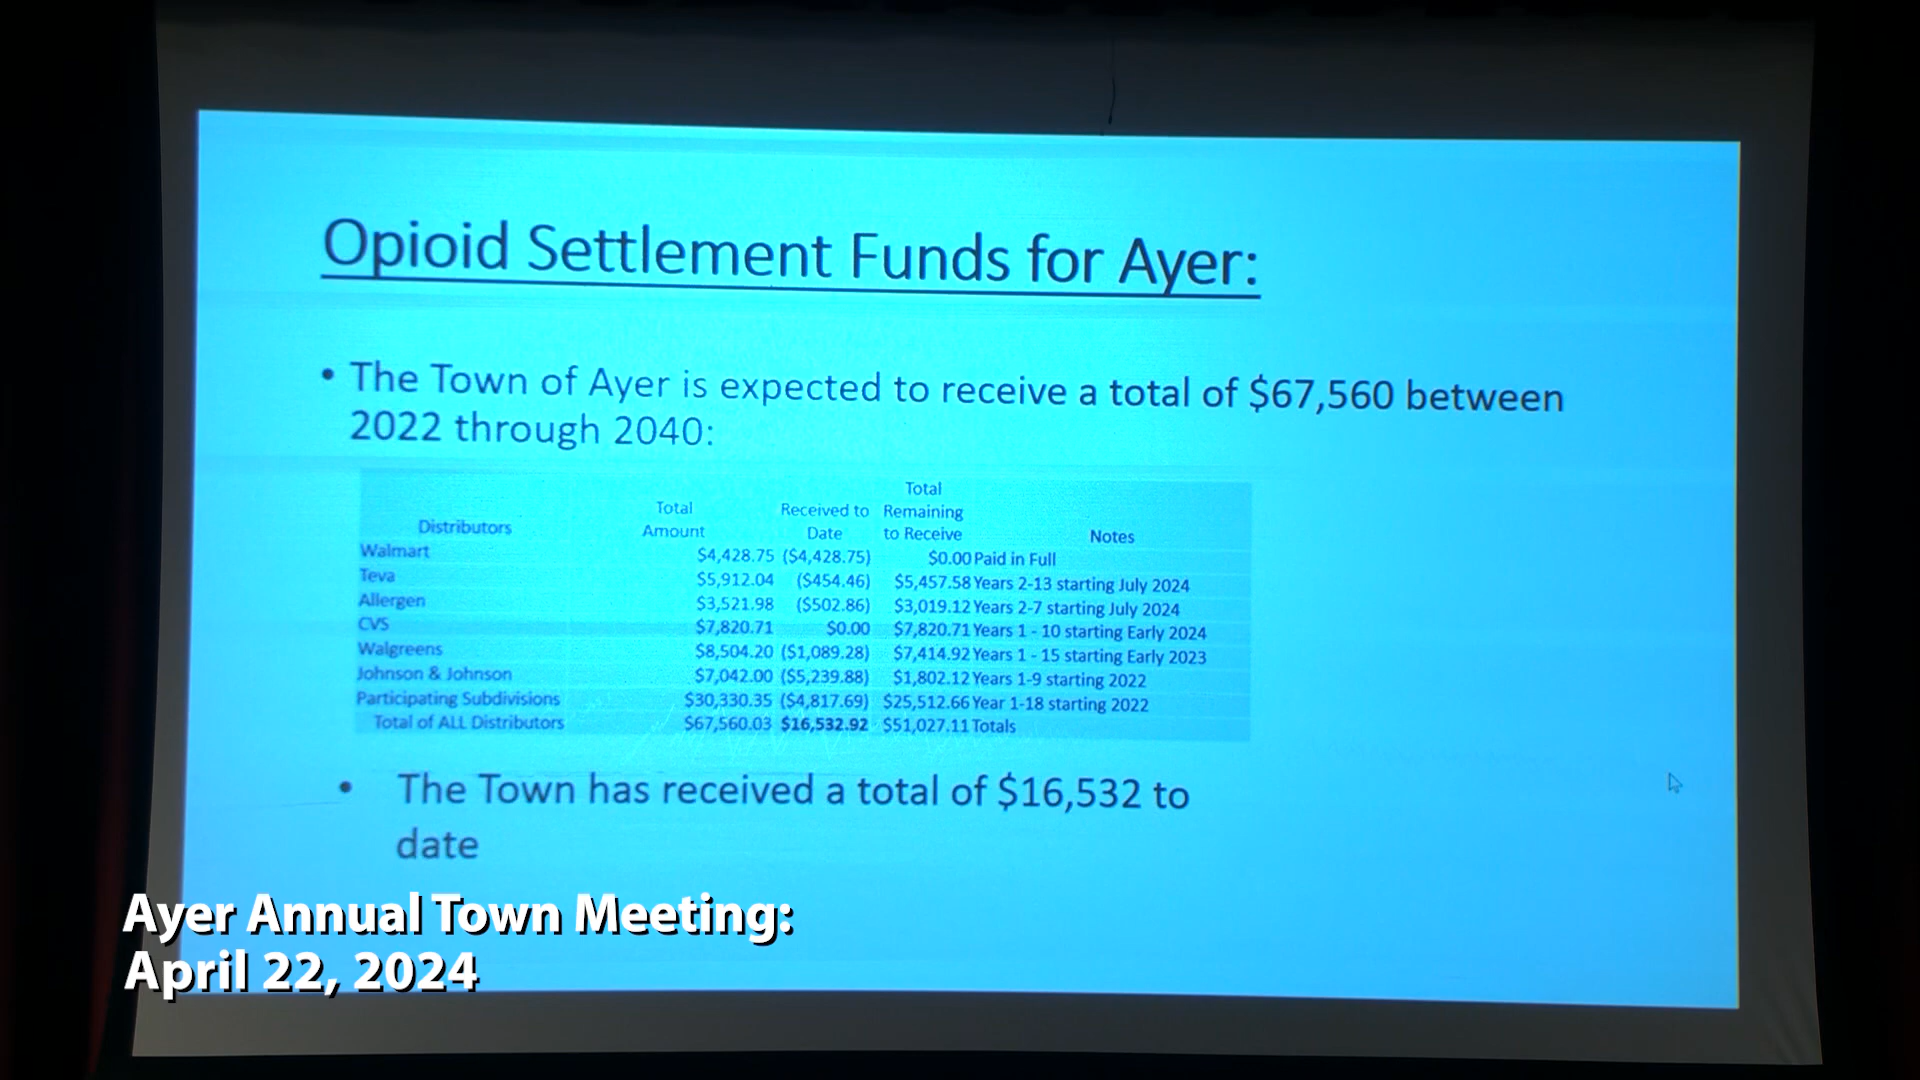 Opioid Settlement Funds for Ayer:
• The Town of Ayer is expected to receive a total of $67,560 between
2022 through 2040:
Distributors Total Amount Received to Date Total Remaining to Receive Notes
Walmart $4,428.75 ($4,428.75) $0.00 Paid in Full
Teva $5,912.04 ($454.46) $5,457.58 Years 2-13 starting July 2024
Allergen $3,521.98 ($502.86) $3,019.12 Years 2-7 starting July 2024
CVS $7,820.71 $0.00 $7,820.71 Years 1 - 10 starting Early 2024
Walgreens $8,504.20 ($1,089.28) $7,414.92 Years 1 - 15 starting Early 2023
Johnson & Johnson $7,042.00 ($5,239.88) $1,802.12 Years 1-9 starting 2022
Participating Subdivisions $30,330.35 ($4,817.69) $25,512.66 Year 1-18 starting 2022
Total of ALL Distributors $67,560.03 $16,532.92 $51,027.11 Totals
• The Town has received a total of $16,532 to
date
Ayer Annual Town Meeting:
April 22, 2024